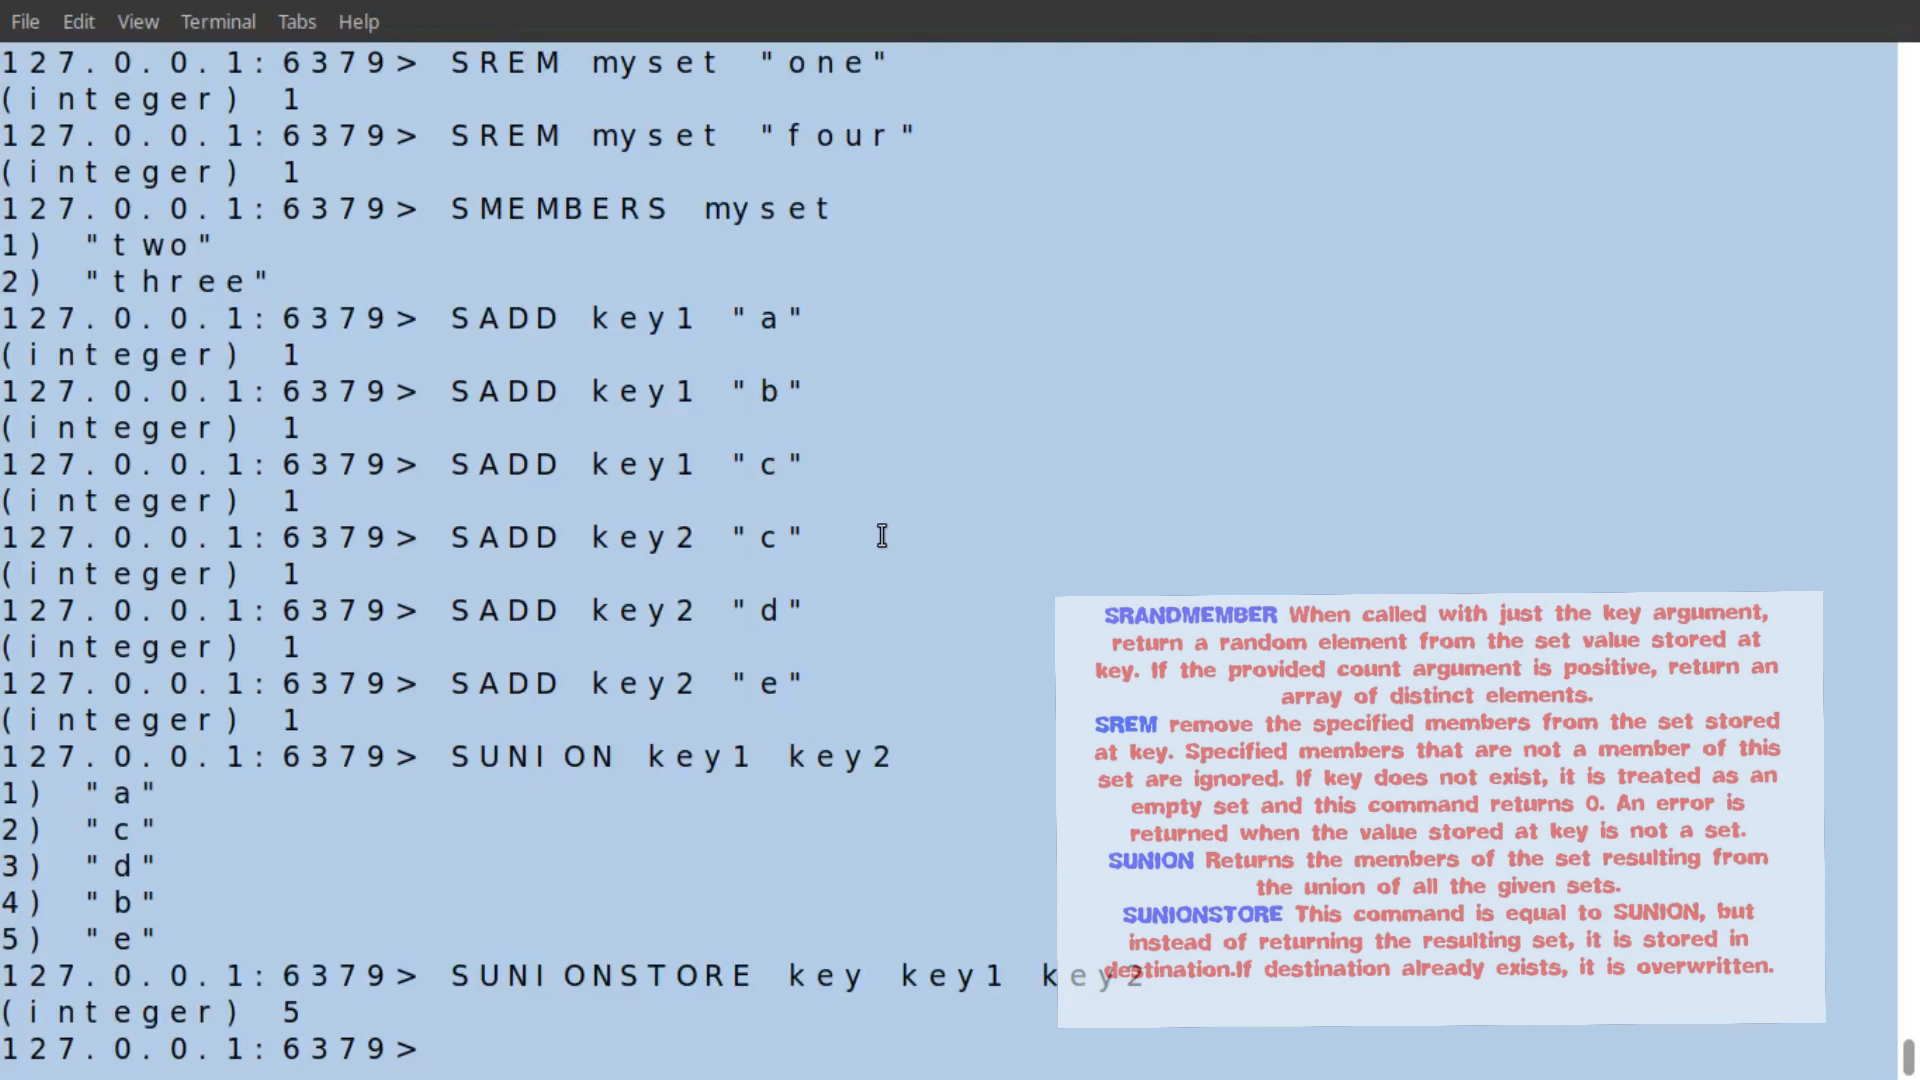 File Edit View Terminal Tabs Help
127.0.0.1:6379> SREM myset "one"
(integer) 1
127.0.0.1:6379> SREM myset "four"
(integer) 1
127.0.0.1:6379> SMEMBERS myset
1) "two"
2) "three"
127.0.0.1:6379> SADD key1 "a"
(integer) 1
127.0.0.1:6379> SADD key1 "b"
(integer) 1
127.0.0.1:6379> SADD key1 "c"
(integer) 1
127.0.0.1:6379> SADD key2 "c"
(integer) 1
127.0.0.1:6379> SADD key2 "d"
(integer) 1
127.0.0.1:6379> SADD key2 "e"
(integer) 1
127.0.0.1:6379> SUNION key1 key2
1) "a"
2) "c"
3) "d"
4) "b"
5) "e"
127.0.0.1:6379> SUNIONSTORE key key1 key2
(integer) 5
127.0.0.1:6379>
SRANDMEMBER When called with just the key argument,
return a random element from the set value stored at
key. If the provided count argument is positive, return an
array of distinct elements.
SREM remove the specified members from the set stored
at key. Specified members that are not a member of this
set are ignored. If key does not exist, it is treated as an
empty set and this command returns 0. An error is
returned when the value stored at key is not a set.
SUNION Returns the members of the set resulting from
the union of all the given sets.
SUNIONSTORE This command is equal to SUNION, but
instead of returning the resulting set, it is stored in
destination.If destination already exists, it is overwritten.